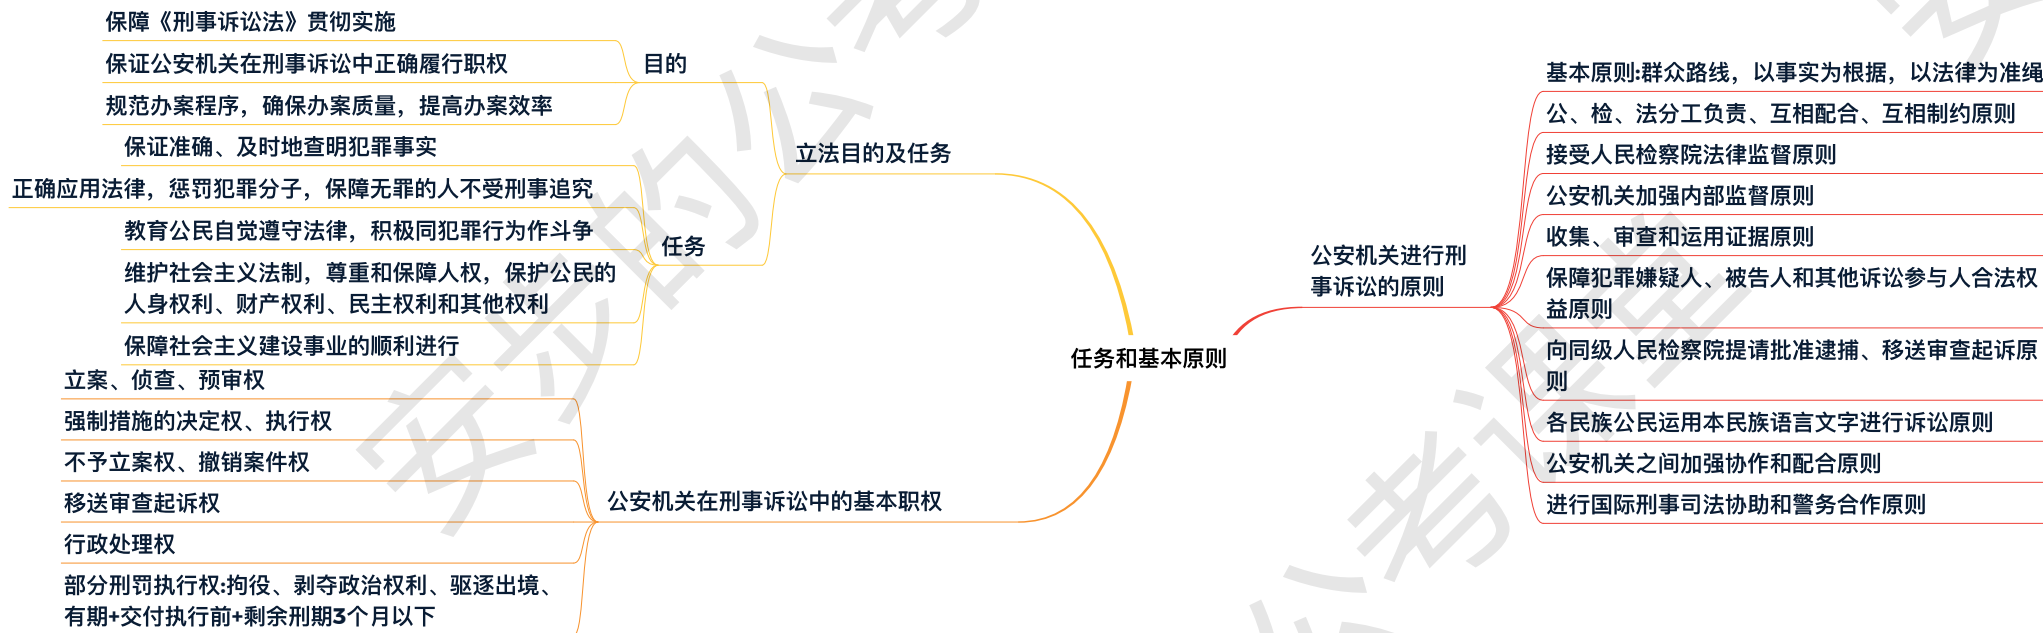 任务和基本原则
立法目的及任务
目的
保障《刑事诉讼法》贯彻实施
保证公安机关在刑事诉讼中正确履行职权
规范办案程序，确保办案质量，提高办案效率
任务
保证准确、及时地查明犯罪事实
正确应用法律，惩罚犯罪分子，保障无罪的人不受刑事追究
教育公民自觉遵守法律，积极同犯罪行为作斗争
维护社会主义法制，尊重和保障人权，保护公民的
人身权利、财产权利、民主权利和其他权利
保障社会主义建设事业的顺利进行
公安机关在刑事诉讼中的基本职权
立案、侦查、预审权
强制措施的决定权、执行权
不予立案权、撤销案件权
移送审查起诉权
行政处理权
部分刑罚执行权:拘役、剥夺政治权利、驱逐出境、
有期+交付执行前+剩余刑期3个月以下
公安机关进行刑
事诉讼的原则
基本原则:群众路线，以事实为根据，以法律为准绳
公、检、法分工负责、互相配合、互相制约原则
接受人民检察院法律监督原则
公安机关加强内部监督原则
收集、审查和运用证据原则
保障犯罪嫌疑人、被告人和其他诉讼参与人合法权
益原则
向同级人民检察院提请批准逮捕、移送审查起诉原
则
各民族公民运用本民族语言文字进行诉讼原则
公安机关之间加强协作和配合原则
进行国际刑事司法协助和警务合作原则
安步的公考
公考课堂
安